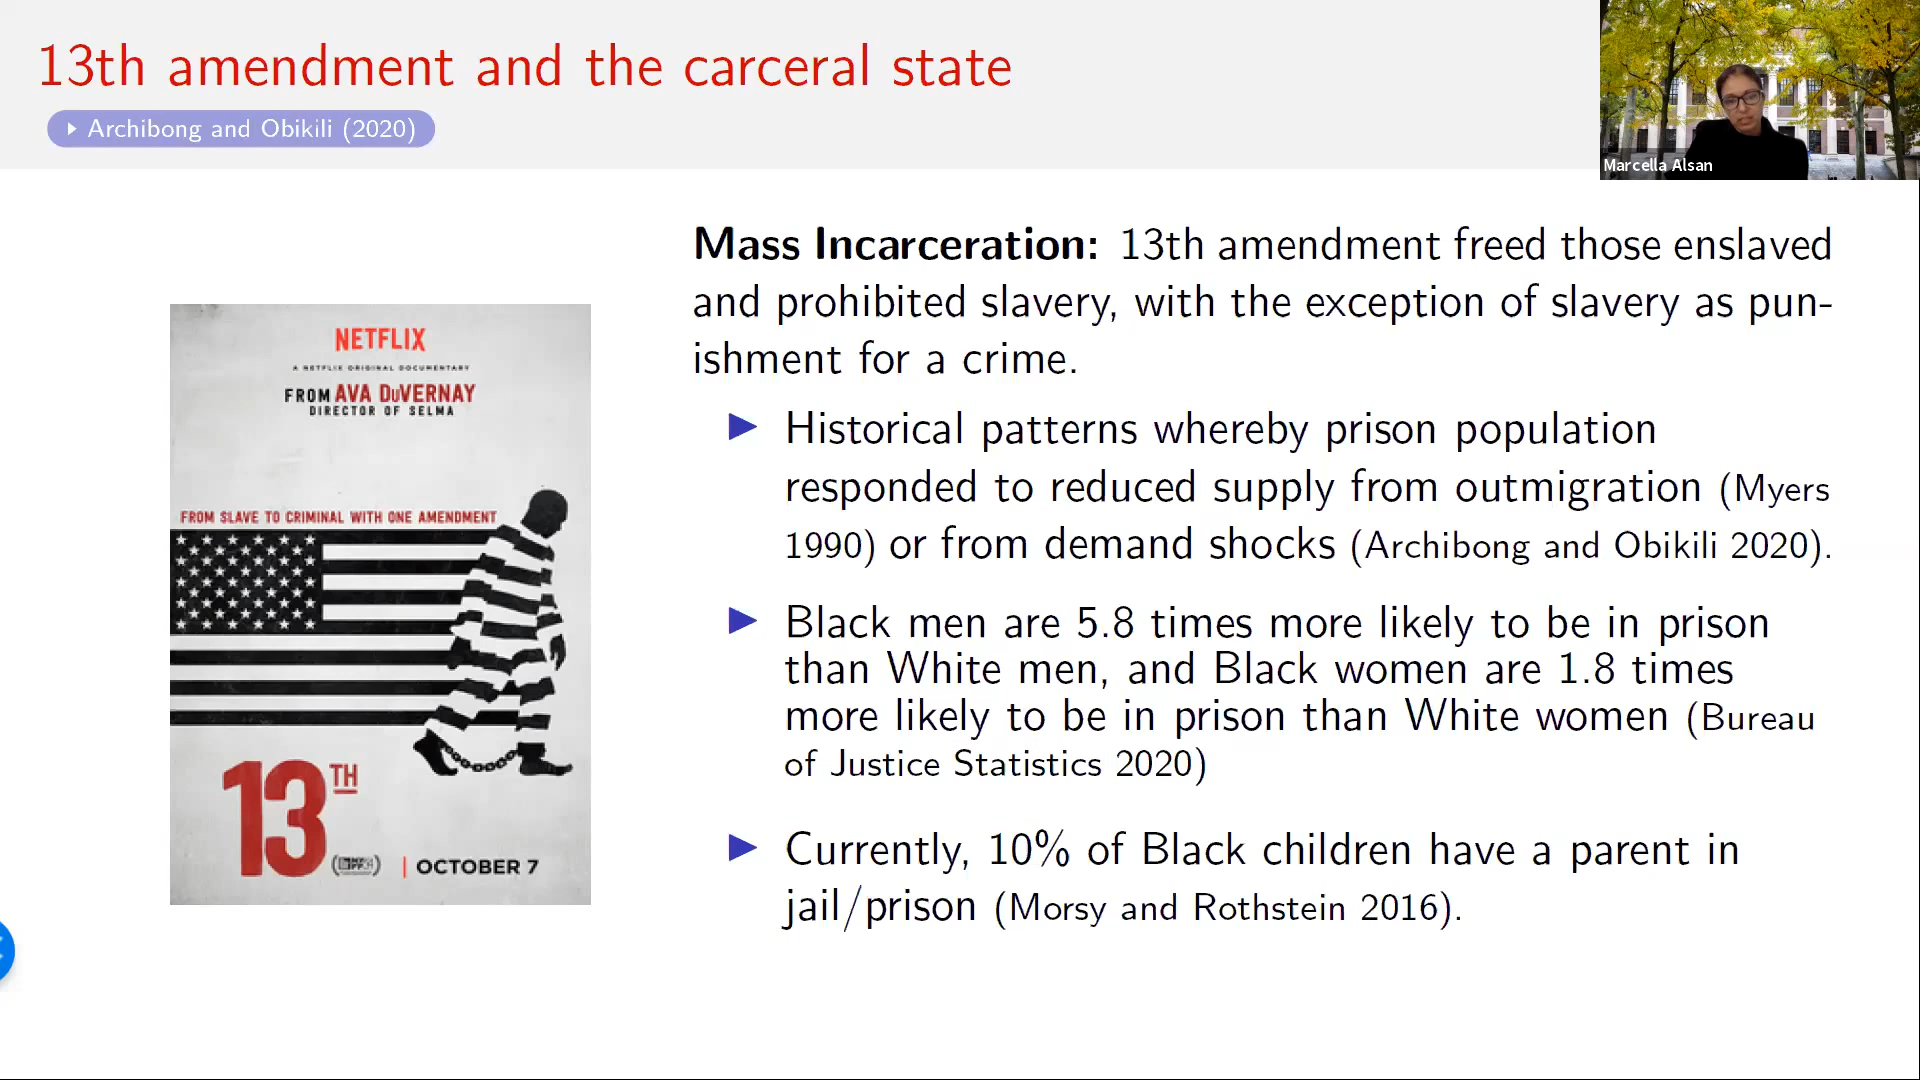 13th amendment and the carceral state
Archibong and Obikili (2020)
Marcella Alsan
Mass Incarceration: 13th amendment freed those enslaved
and prohibited slavery, with the exception of slavery as pun-
ishment for a crime.
Historical patterns whereby prison population
responded to reduced supply from outmigration (Myers
1990) or from demand shocks (Archibong and Obikili 2020).
Black men are 5.8 times more likely to be in prison
than White men, and Black women are 1.8 times
more likely to be in prison than White women (Bureau
of Justice Statistics 2020)
Currently, 10% of Black children have a parent in
jail/prison (Morsy and Rothstein 2016).
NETFLIX
A NETFLIX ORIGINAL DOCUMENTARY
FROM AVA DuVERNAY
DIRECTOR OF SELMA
FROM SLAVE TO CRIMINAL WITH ONE AMENDMENT
13TH
OCTOBER 7